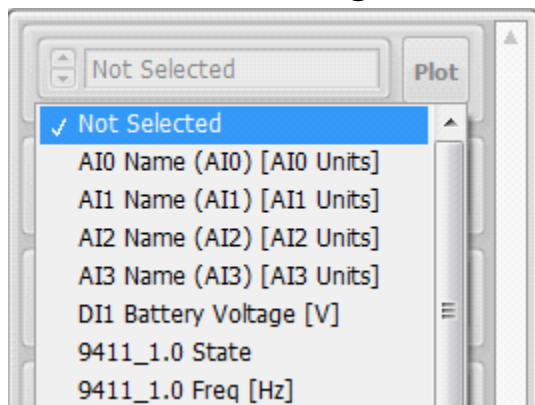 Not Selected
Plot
✓ Not Selected
AI0 Name (AI0) [AI0 Units]
AI1 Name (AI1) [AI1 Units]
AI2 Name (AI2) [AI2 Units]
AI3 Name (AI3) [AI3 Units]
DI1 Battery Voltage [V]
9411_1.0 State
9411_1.0 Freq [Hz]